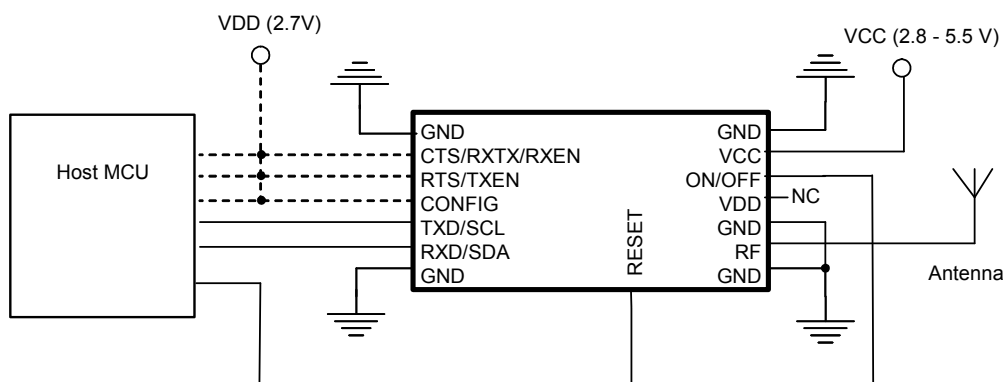 VDD (2.7V)
VCC (2.8 - 5.5 V)
Host MCU
GND
CTS/RXTX/RXEN
RTS/TXEN
CONFIG
TXD/SCL
RXD/SDA
GND
RESET
GND
VCC
ON/OFF
VDD
NC
GND
RF
GND
Antenna